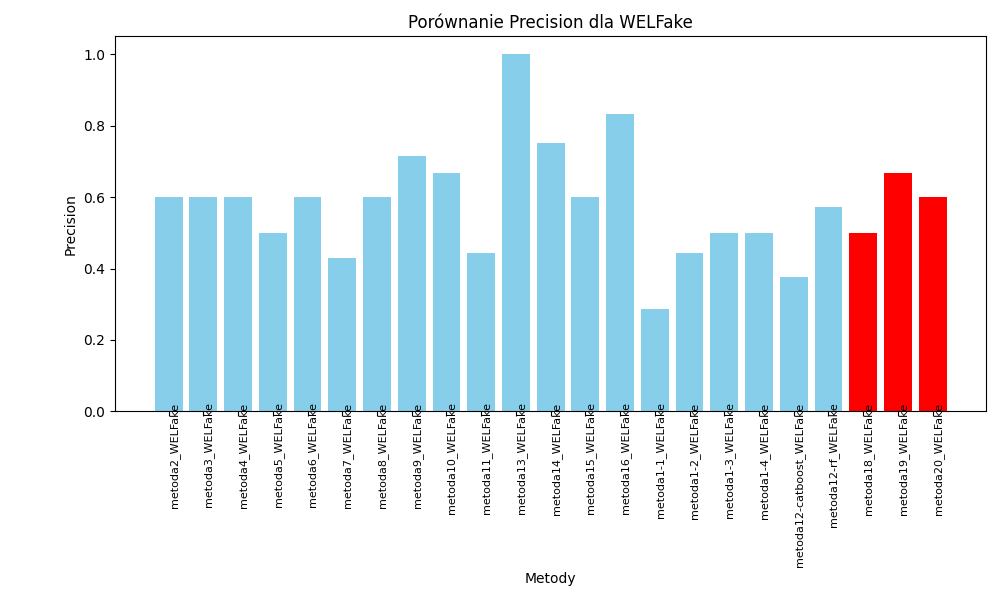 Porównanie Precision dla WELFake
Precision
1.0
0.8
0.6
0.4
0.2
0.0
metoda2_WELFake
metoda3_WELFake
metoda4_WELFake
metoda5_WELFake
metoda6_WELFake
metoda7_WELFake
metoda8_WELFake
metoda9_WELFake
metoda10_WELFake
metoda11_WELFake
metoda13_WELFake
metoda14_WELFake
metoda15_WELFake
metoda16_WELFake
metoda1-1_WELFake
metoda1-2_WELFake
metoda1-3_WELFake
metoda1-4_WELFake
metoda12-catboost_WELFake
metoda12-rf_WELFake
metoda18_WELFake
metoda19_WELFake
metoda20_WELFake
Metody